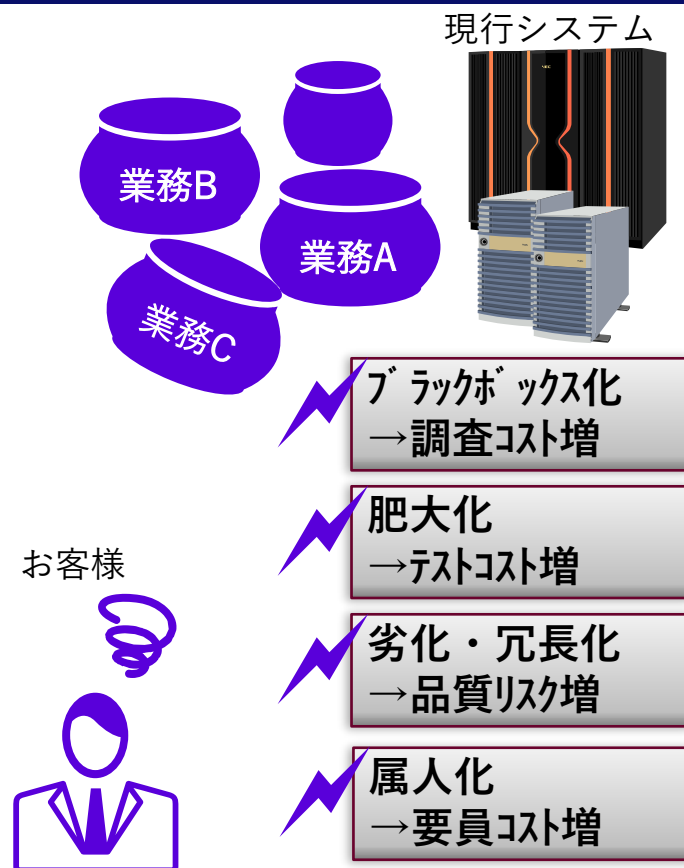 現行システム
業務B
業務A
業務C
ﾌﾞﾗｯｸﾎﾞｯｸｽ化
→調査ｺｽﾄ増
肥大化
→ﾃｽﾄｺｽﾄ増
お客様
劣化・冗長化
→品質ﾘｽｸ増
属人化
→要員ｺｽﾄ増